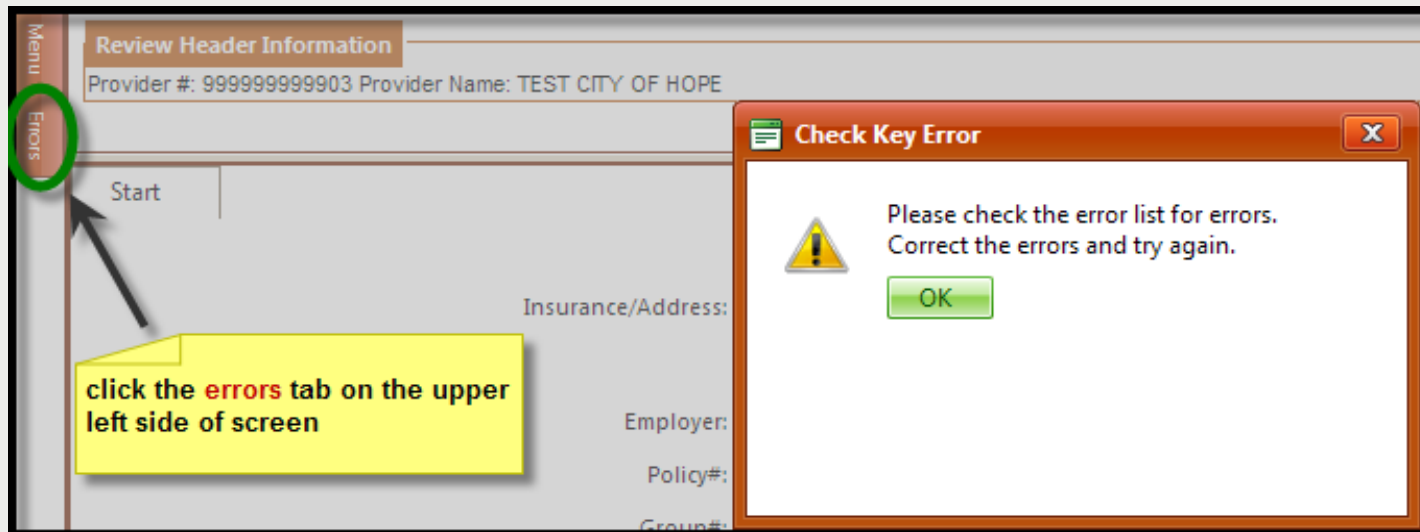 Menu
Errors
Review Header Information
Provider #: 999999999903 Provider Name: TEST CITY OF HOPE
Start
Insurance/Address:
Employer:
Policy#:
Group#:
click the errors tab on the upper
left side of screen
Check Key Error
X
Please check the error list for errors.
Correct the errors and try again.
OK